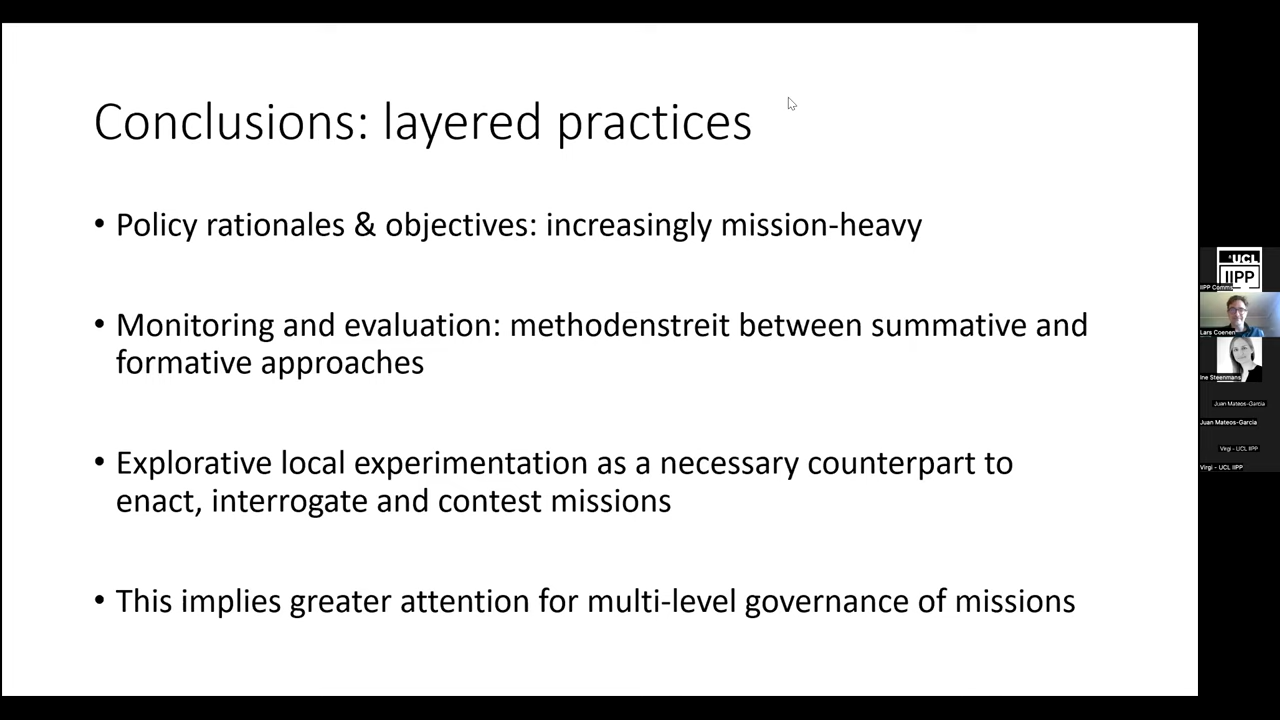 Conclusions: layered practices
• Policy rationales & objectives: increasingly mission-heavy
• Monitoring and evaluation: methodenstreit between summative and
formative approaches
• Explorative local experimentation as a necessary counterpart to
enact, interrogate and contest missions
• This implies greater attention for multi-level governance of missions
UCL
IIPP
IIPP Comms
Lars Coenen
ine Steenmans
Juan Mateos-Garcia
Juan Mateos-Garcia
Virgi - UCL IIPP
Virgi - UCL IIPP